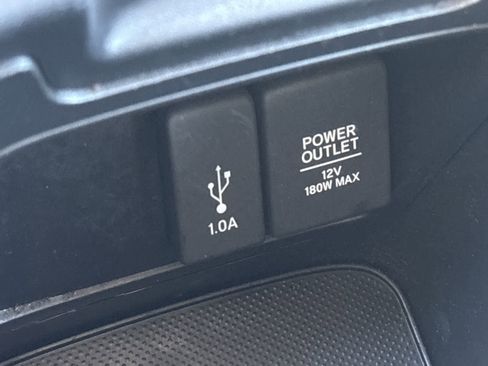 1.0A
POWER
OUTLET
12V
180W MAX